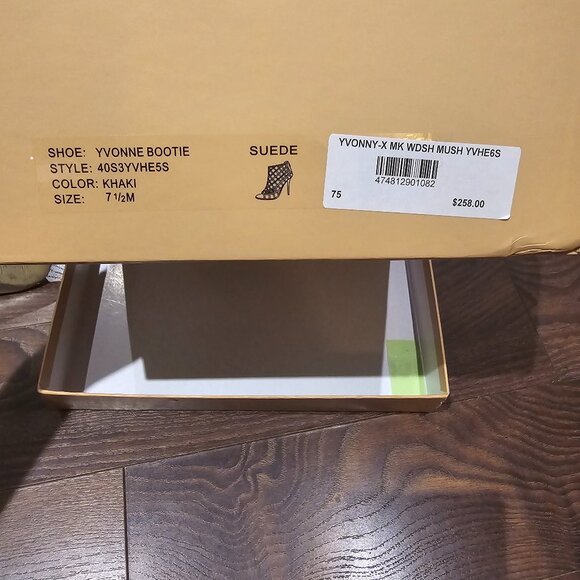 SHOE: YVONNE BOOTIE
STYLE: 40S3YVHE5S
COLOR: KHAKI
SIZE: 7 1/2M
SUEDE
YVONNY-X MK WDSH MUSH YVHE6S
474812901082
75 $258.00